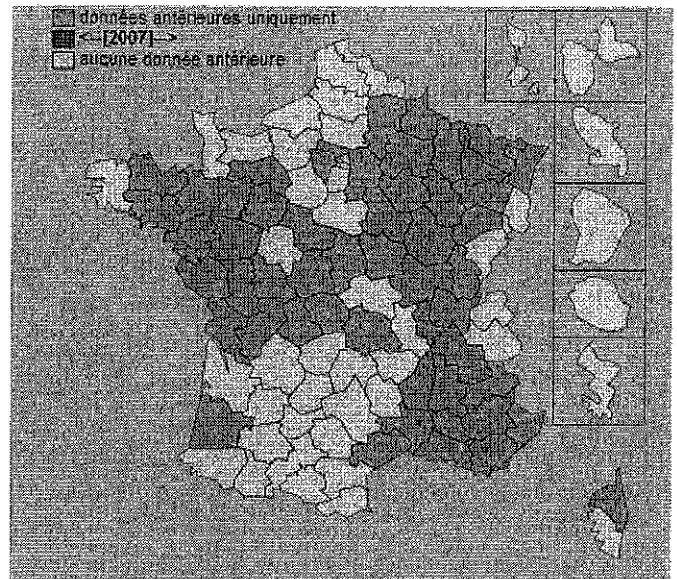 données antérieures uniquement
<---[2007]--->
aucune donnée antérieure